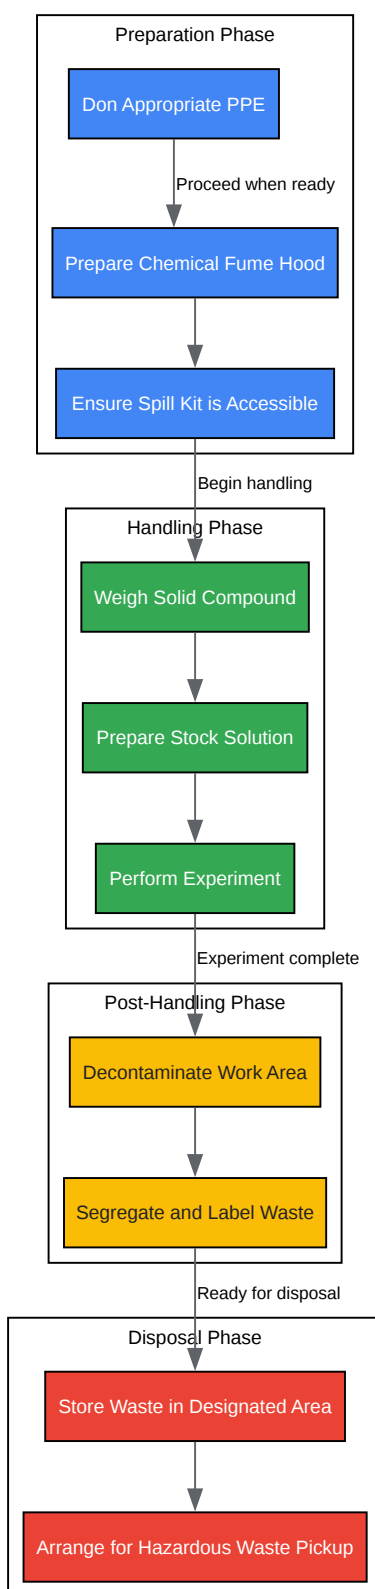 Preparation Phase
Don Appropriate PPE
Proceed when ready
Prepare Chemical Fume Hood
Ensure Spill Kit is Accessible
Begin handling
Handling Phase
Weigh Solid Compound
Prepare Stock Solution
Perform Experiment
Experiment complete
Post-Handling Phase
Decontaminate Work Area
Segregate and Label Waste
Ready for disposal
Disposal Phase
Store Waste in Designated Area
Arrange for Hazardous Waste Pickup